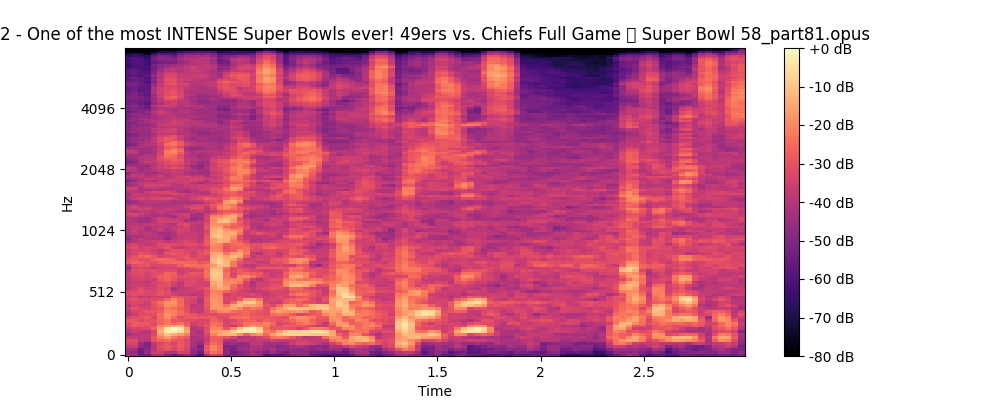 2 - One of the most INTENSE Super Bowls ever! 49ers vs. Chiefs Full Game Super Bowl 58_part81.opus
Hz
4096
2048
1024
512
0
0
0.5
1
1.5
2
2.5
Time
+0 dB
-10 dB
-20 dB
-30 dB
-40 dB
-50 dB
-60 dB
-70 dB
-80 dB